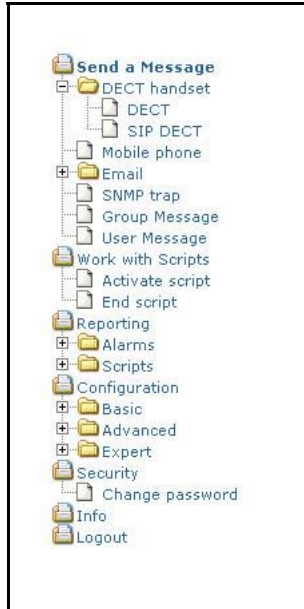 Send a Message
DECT handset
DECT
SIP DECT
Mobile phone
Email
SNMP trap
Group Message
User Message
Work with Scripts
Activate script
End script
Reporting
Alarms
Scripts
Configuration
Basic
Advanced
Expert
Security
Change password
Info
Logout